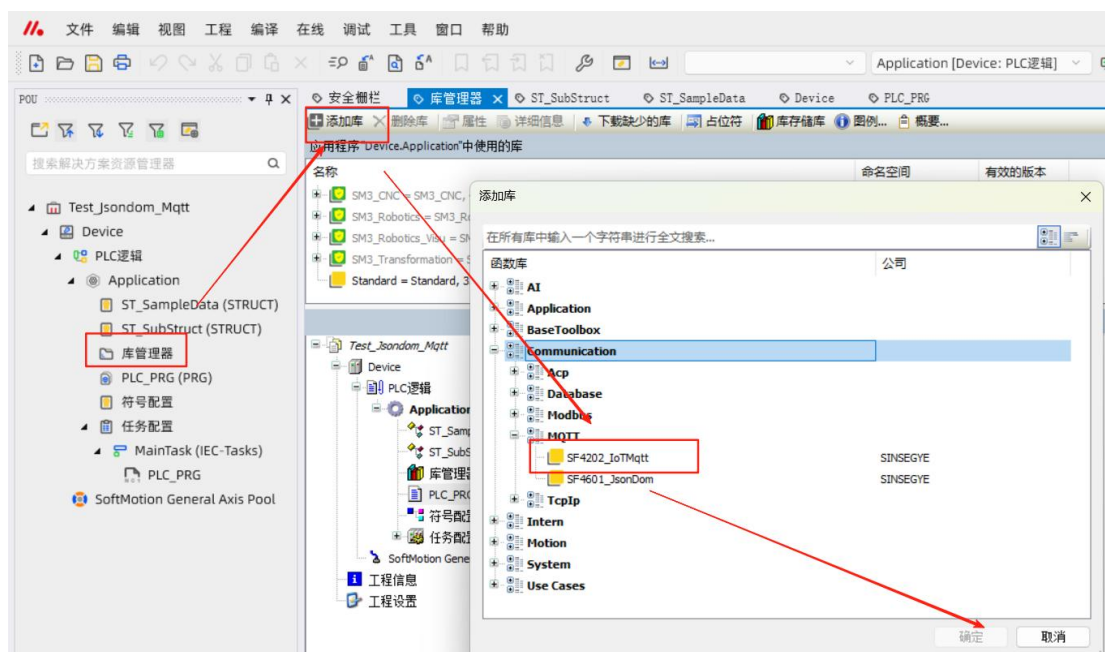 文件 编辑 视图 工程 编译 在线 调试 工具 窗口 帮助
Application [Device: PLC逻辑]
POU
搜索解决方案资源管理器
Test_Jsondom_Mqtt
Device
PLC逻辑
Application
ST_SampleData (STRUCT)
ST_SubStruct (STRUCT)
库管理器
PLC_PRG (PRG)
符号配置
任务配置
MainTask (IEC-Tasks)
PLC_PRG
SoftMotion General Axis Pool
安全栅栏 库管理器 ST_SubStruct ST_SampleData Device PLC_PRG
添加库 删除库 属性 详细信息 下载缺少的库 占位符 库存储库 图例... 概要...
应用程序"Device.Application"中使用的库
名称 命名空间 有效的版本
SM3_CNC = SM3_CNC,
SM3_Robotics = SM3_Ro
SM3_Robotics_Visu = SM
SM3_Transformation = S
Standard = Standard, 3
Test_Jsondom_Mqtt
Device
PLC逻辑
Application
ST_Samp
ST_SubS
库管理器
PLC_PRG
符号配置
任务配置
SoftMotion Gene
工程信息
工程设置
添加库
在所有库中输入一个字符串进行全文搜索...
函数库 公司
AI
Application
BaseToolbox
Communication
Acp
Database
Modbus
MQTT
SF4202_IoTMqtt SINSEGYE
SF4601_JsonDom SINSEGYE
TcpIp
Intern
Motion
System
Use Cases
确定 取消